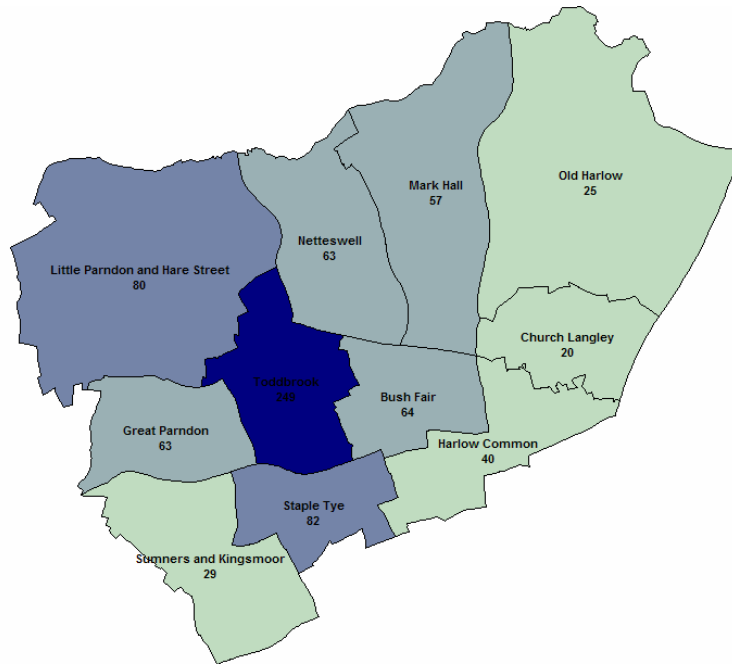 Old Harlow
25
Mark Hall
57
Netteswell
63
Little Parndon and Hare Street
80
Church Langley
20
Toddbrook
Bush Fair
64
Great Parndon
63
Harlow Common
40
Staple Tye
82
Sumners and Kingsmoor
29